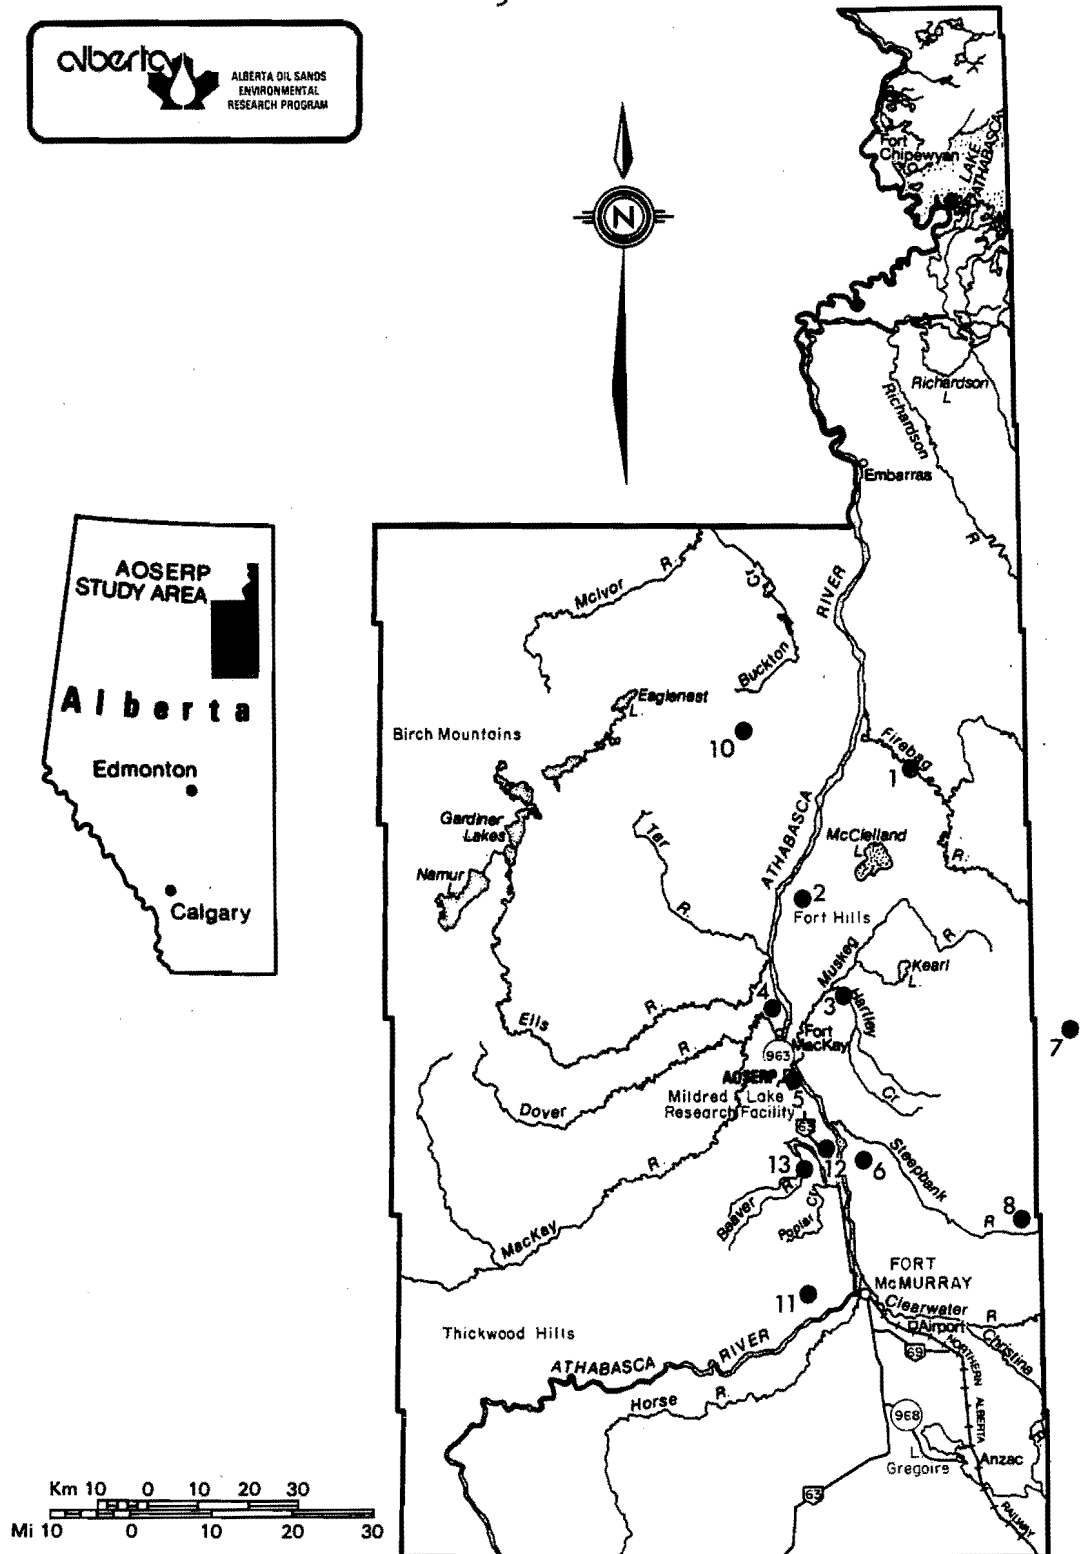 alberta
ALBERTA OIL SANDS
ENVIRONMENTAL
RESEARCH PROGRAM
N
Fort
Chipewyan
LAKE
ATHABASCA
Richardson
L.
Richardson
R
Embarras
RIVER
McIvor R.
Cr
Buckton
Eaglenest
L.
Birch Mountains
10
Firebag
1
R.
Gardiner
Lakes
Namur
L.
Tar
R.
ATHABASCA
McClelland
L.
2
Fort Hills
Muskeg
R
Kearl
L.
4
3
Hartley
Cr
Fort
MacKay
7
Ells
R.
963
AOSERP
Mildred Lake
Research Facility
5
Dover
R.
63
13
12
6
Steepbank
R
8
Beaver
R
Poplar
Cr
MacKay
R.
FORT
McMURRAY
11
Clearwater
R
Airport
Christina
69
NORTHERN
ALBERTA
RAILWAY
Thickwood Hills
ATHABASCA
RIVER
Horse
R.
968
L.
Gregoire
Anzac
63
AOSERP
STUDY AREA
Alberta
Edmonton
Calgary
Km 10 0 10 20 30
Mi 10 0 10 20 30